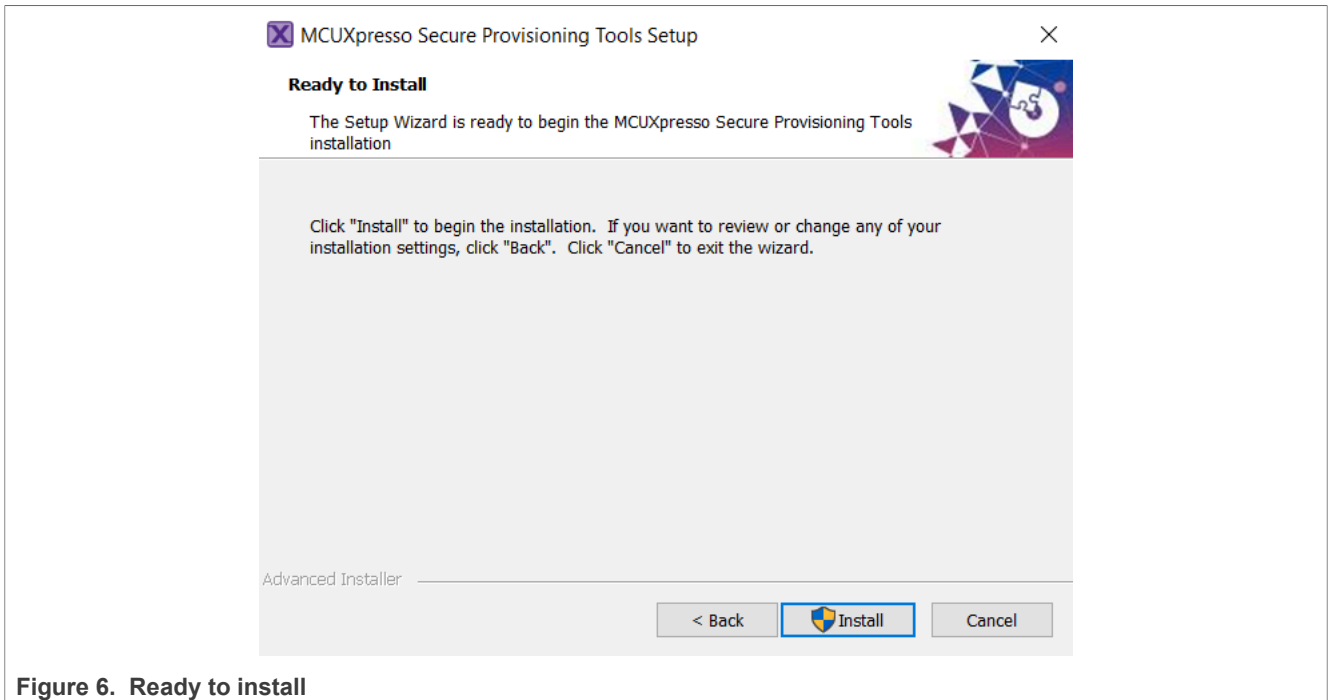 MCUXpresso Secure Provisioning Tools Setup
Ready to Install
The Setup Wizard is ready to begin the MCUXpresso Secure Provisioning Tools
installation
Click "Install" to begin the installation.  If you want to review or change any of your
installation settings, click "Back".  Click "Cancel" to exit the wizard.
Advanced Installer
< Back Install Cancel
Figure 6.  Ready to install